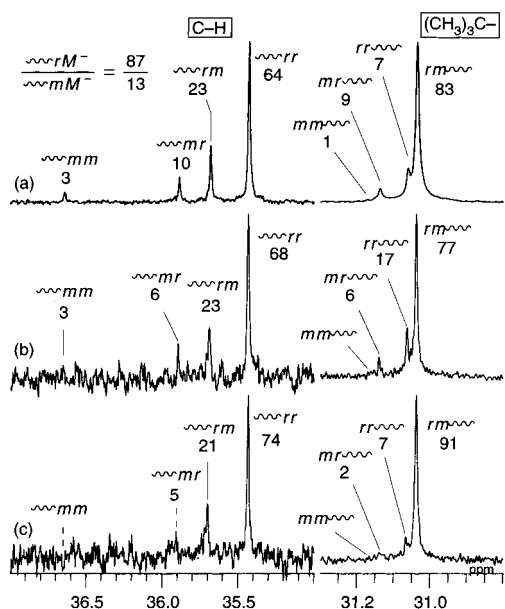 C–H
(CH₃)₃C–
rM⁻ / mM⁻ = 87 / 13
rm
23
rr
64
rr
7
mr
9
mm
1
rm
83
mm
3
mr
10
(a)
rr
68
mr
6
rm
23
mm
3
rr
17
rm
77
mr
6
mm
(b)
rr
74
rm
21
mr
5
mm
rr
7
rm
91
mr
2
mm
(c)
36.5 36.0 35.5 31.2 31.0 ppm